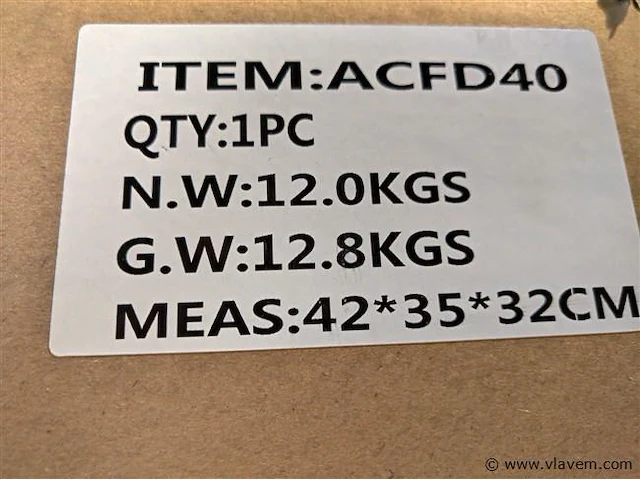 ITEM:ACFD40
QTY:1PC
N.W:12.0KGS
G.W:12.8KGS
MEAS:42*35*32CM
© www.vlavem.com